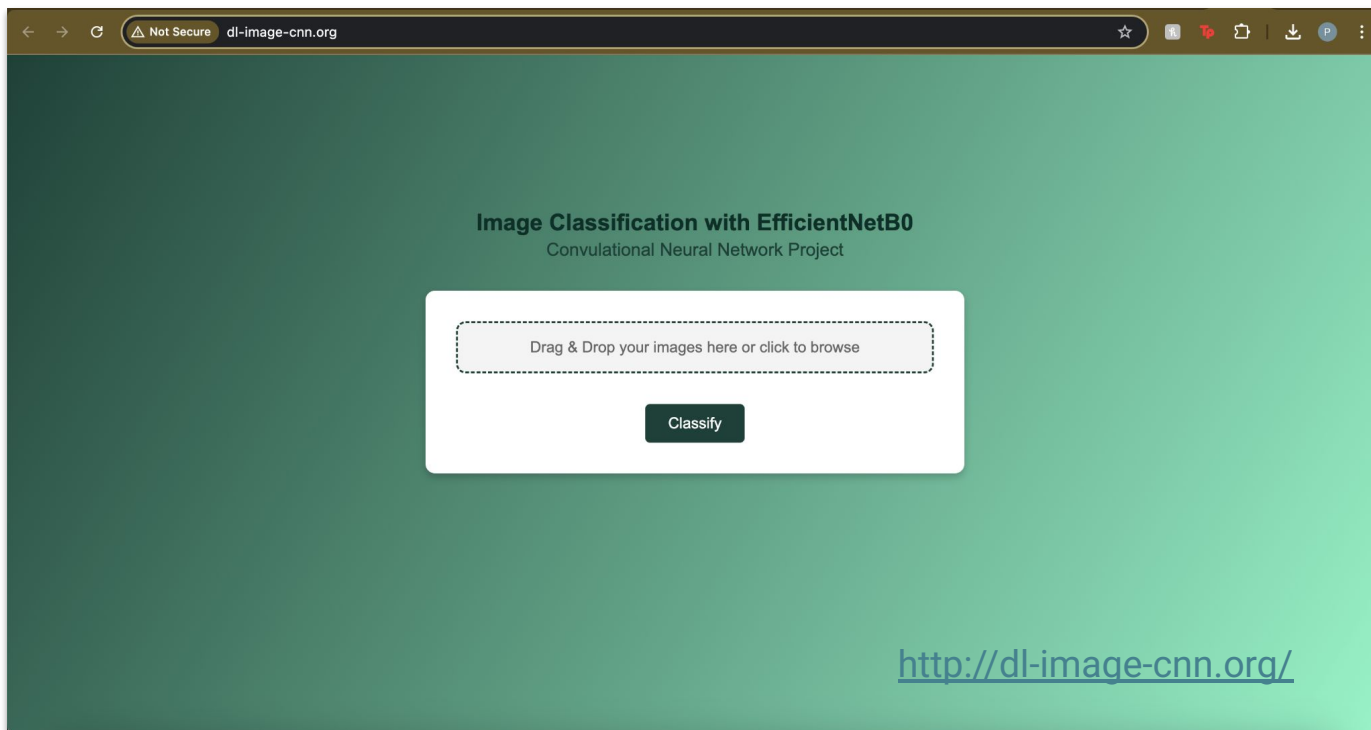 Not Secure dl-image-cnn.org
Tp
P
Image Classification with EfficientNetB0
Convulational Neural Network Project
Drag & Drop your images here or click to browse
Classify
http://dl-image-cnn.org/